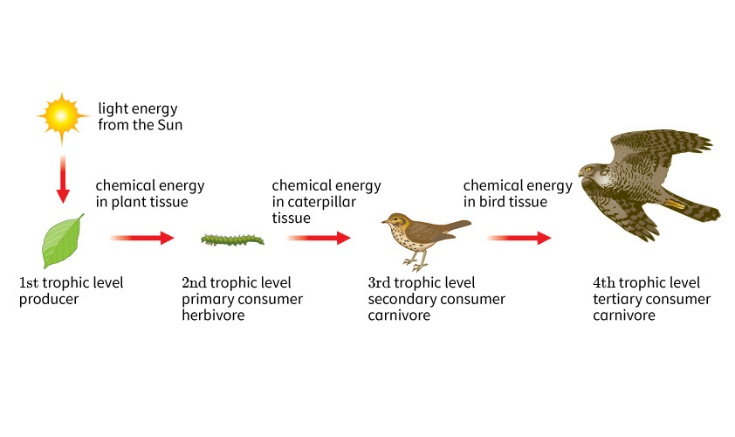 light energy
from the Sun
chemical energy
in plant tissue
chemical energy
in caterpillar
tissue
chemical energy
in bird tissue
1st trophic level
producer
2nd trophic level
primary consumer
herbivore
3rd trophic level
secondary consumer
carnivore
4th trophic level
tertiary consumer
carnivore